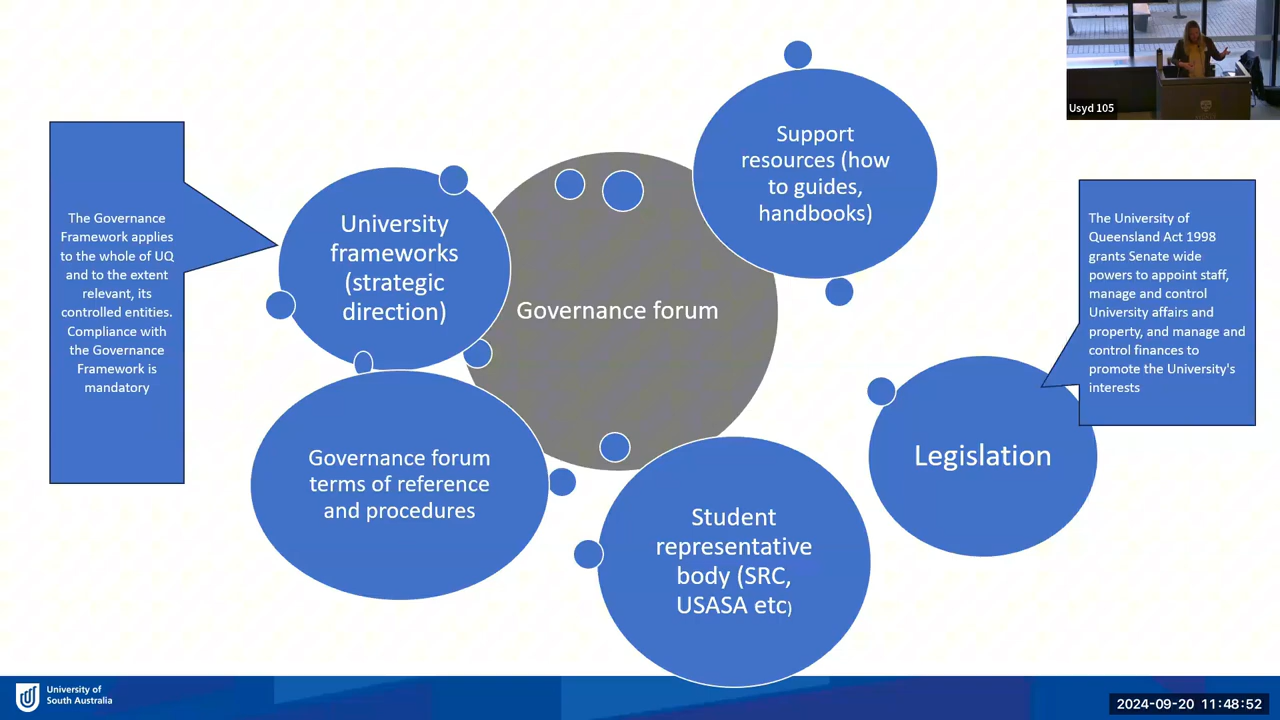 Usyd 105
Support
resources (how
to guides,
handbooks)
The Governance
Framework applies
to the whole of UQ
and to the extent
relevant, its
controlled entities.
Compliance with
the Governance
Framework is
mandatory
University
frameworks
(strategic
direction)
Governance forum
The University of
Queensland Act 1998
grants Senate wide
powers to appoint staff,
manage and control
University affairs and
property, and manage and
control finances to
promote the University's
interests
Governance forum
terms of reference
and procedures
Legislation
Student
representative
body (SRC,
USASA etc)
University of
South Australia
2024-09-20 11:48:52